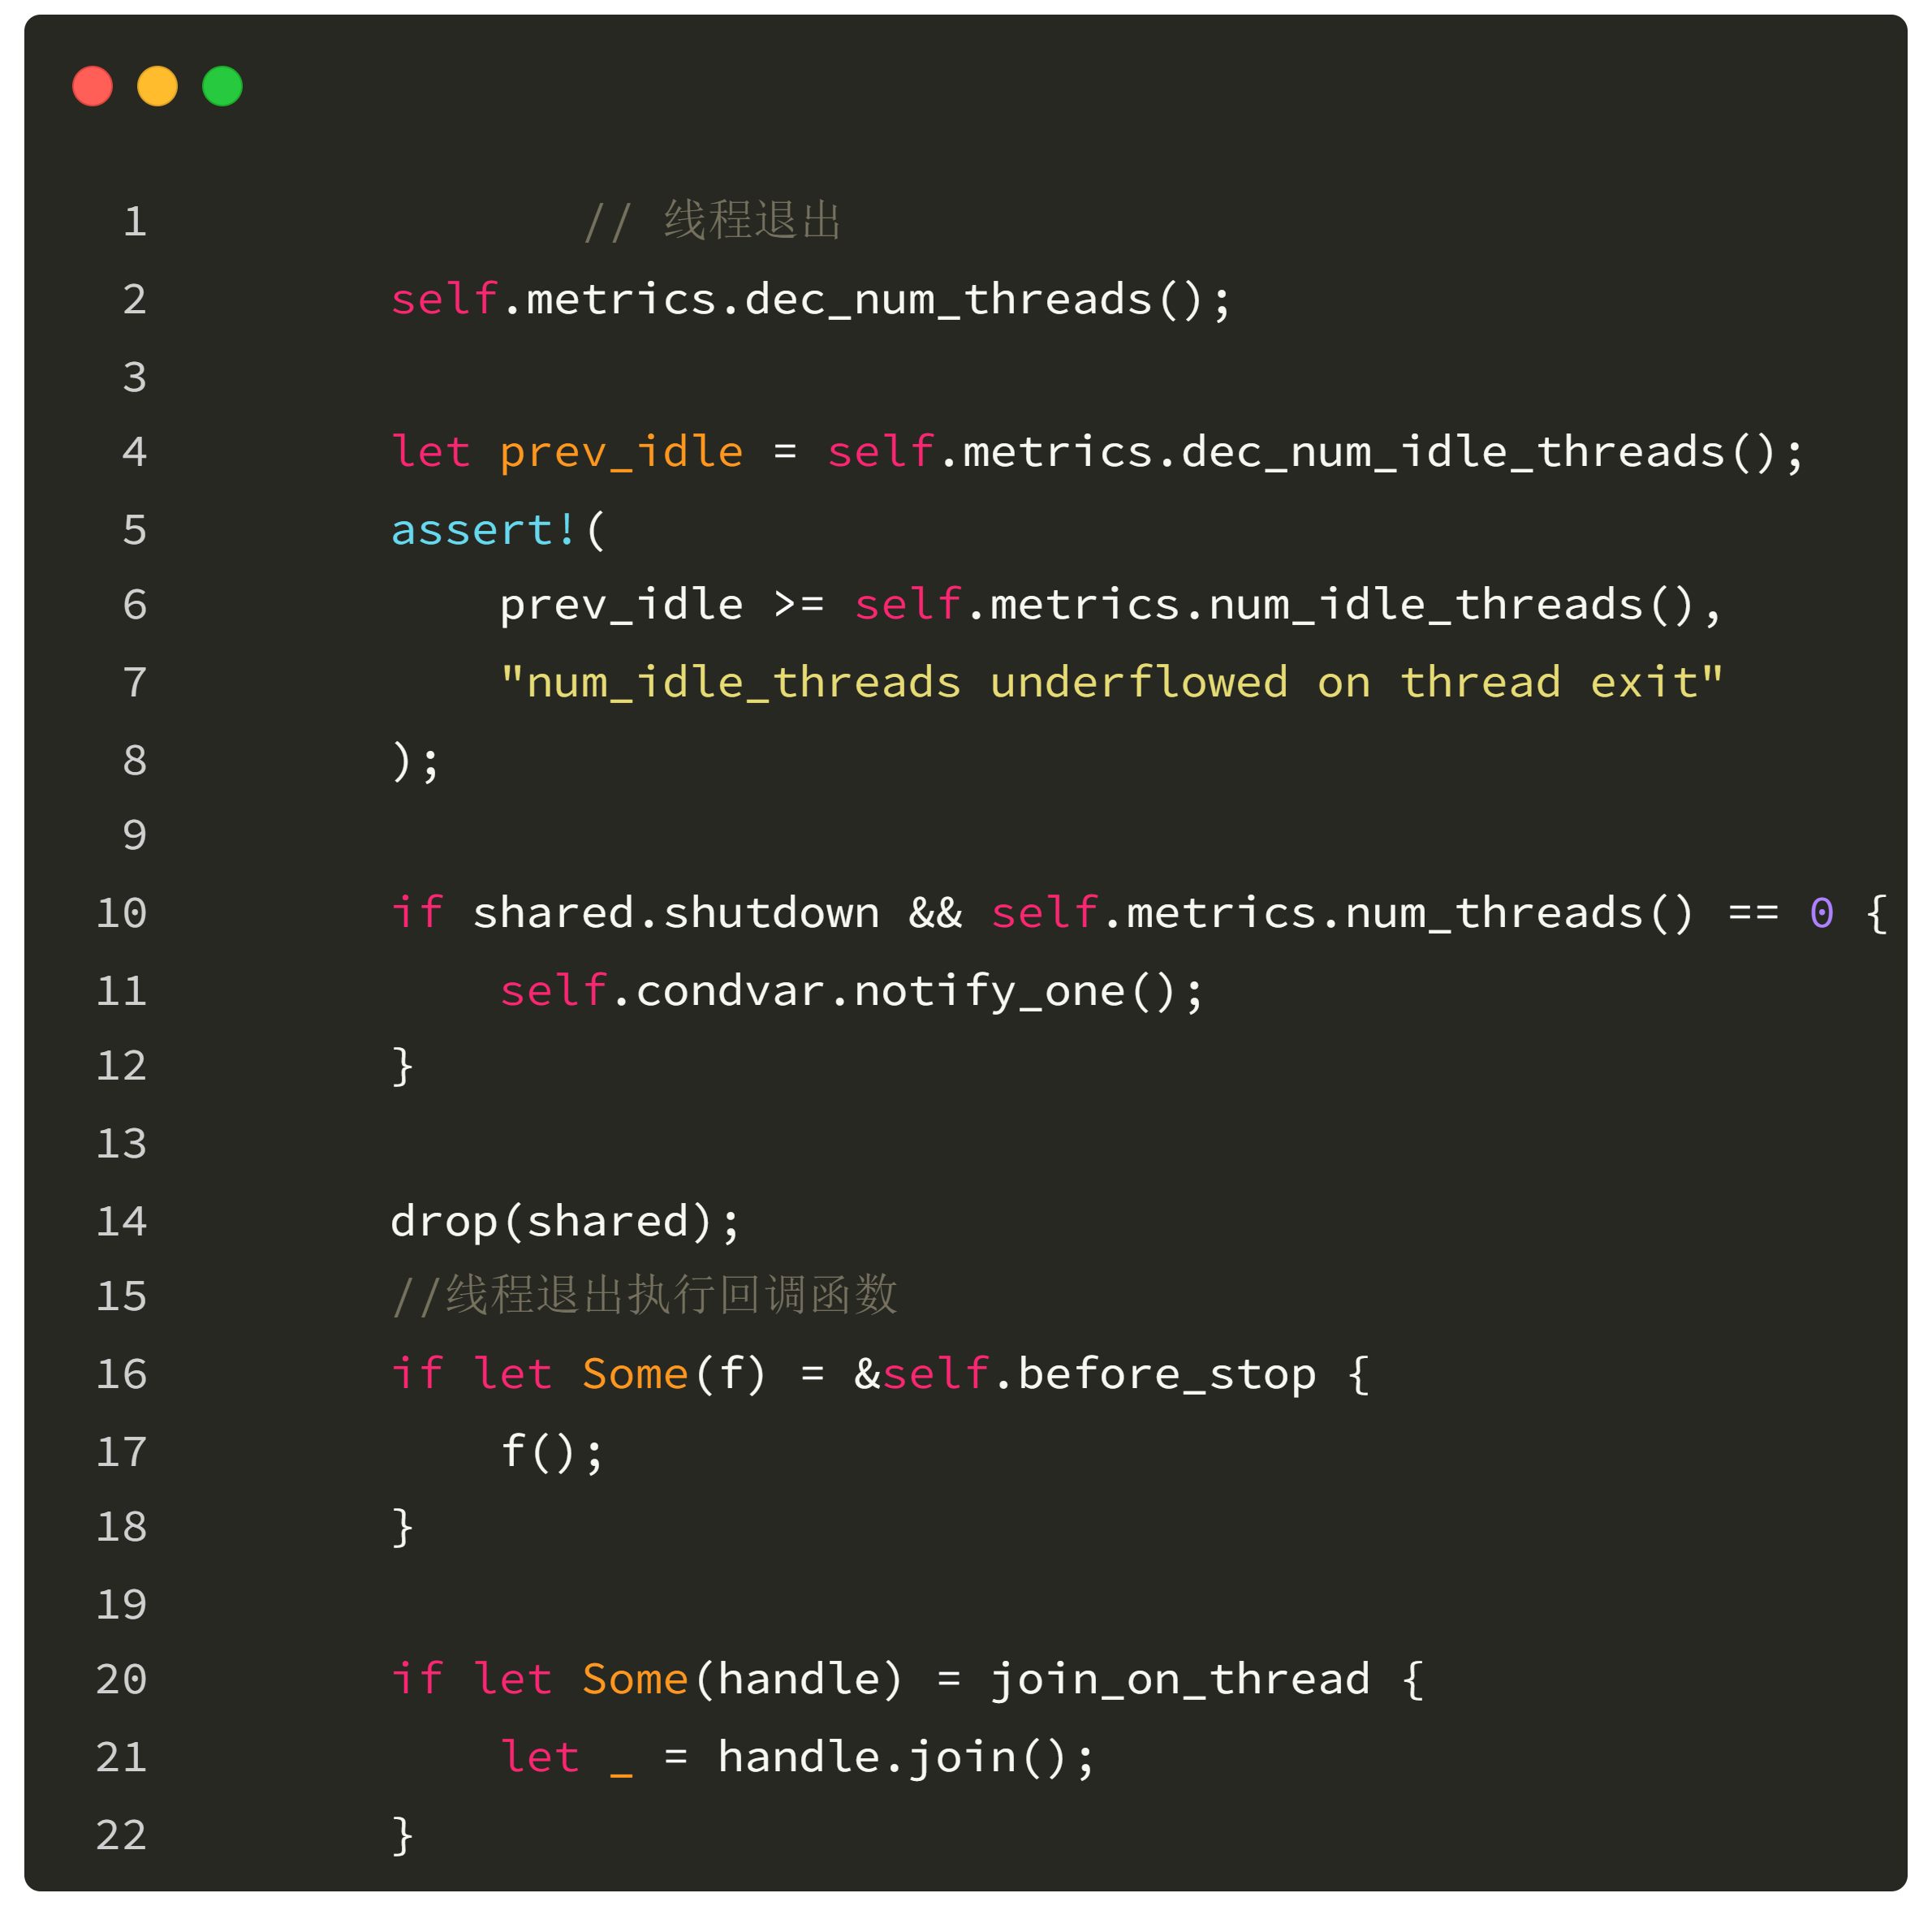 1 // 线程退出
2 self.metrics.dec_num_threads();
3
4 let prev_idle = self.metrics.dec_num_idle_threads();
5 assert!(
6 prev_idle >= self.metrics.num_idle_threads(),
7 "num_idle_threads underflowed on thread exit"
8 );
9
10 if shared.shutdown && self.metrics.num_threads() == 0 {
11 self.condvar.notify_one();
12 }
13
14 drop(shared);
15 //线程退出执行回调函数
16 if let Some(f) = &self.before_stop {
17 f();
18 }
19
20 if let Some(handle) = join_on_thread {
21 let _ = handle.join();
22 }